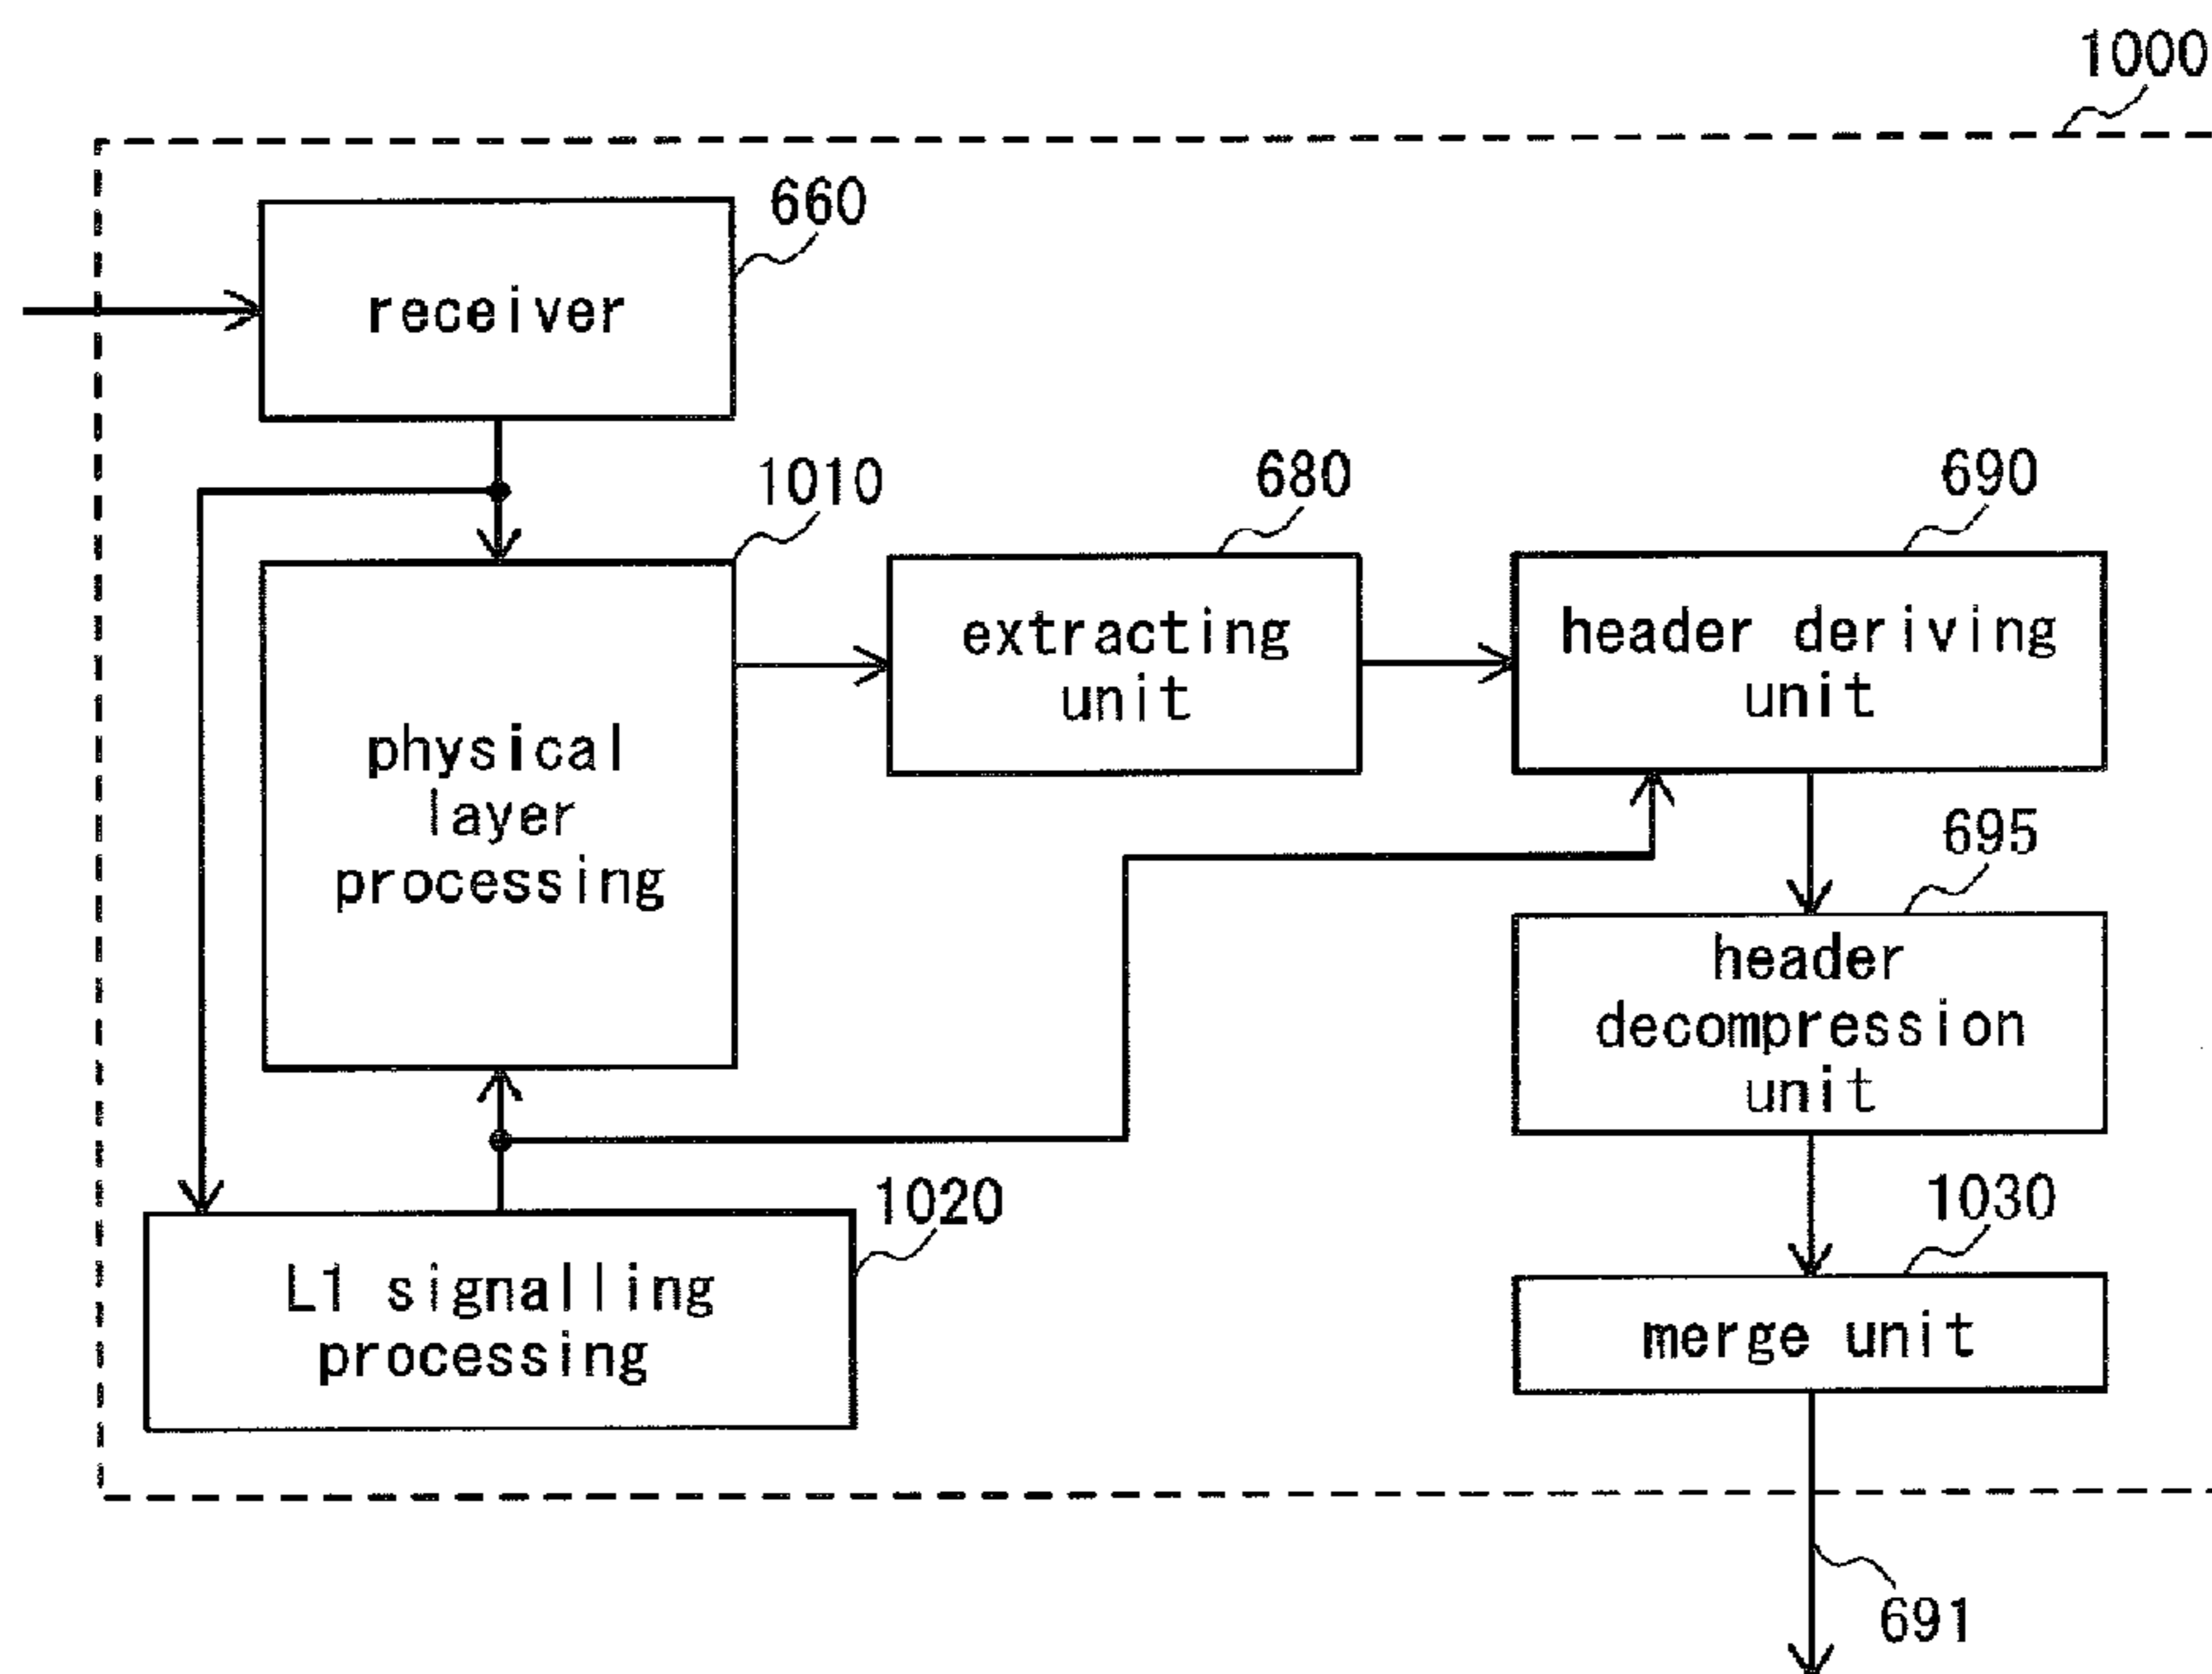 1000
660
receiver
1010
680
690
extracting
unit
header deriving
unit
physical
layer
processing
695
header
decompression
unit
1020
1030
L1 signalling
processing
merge unit
691